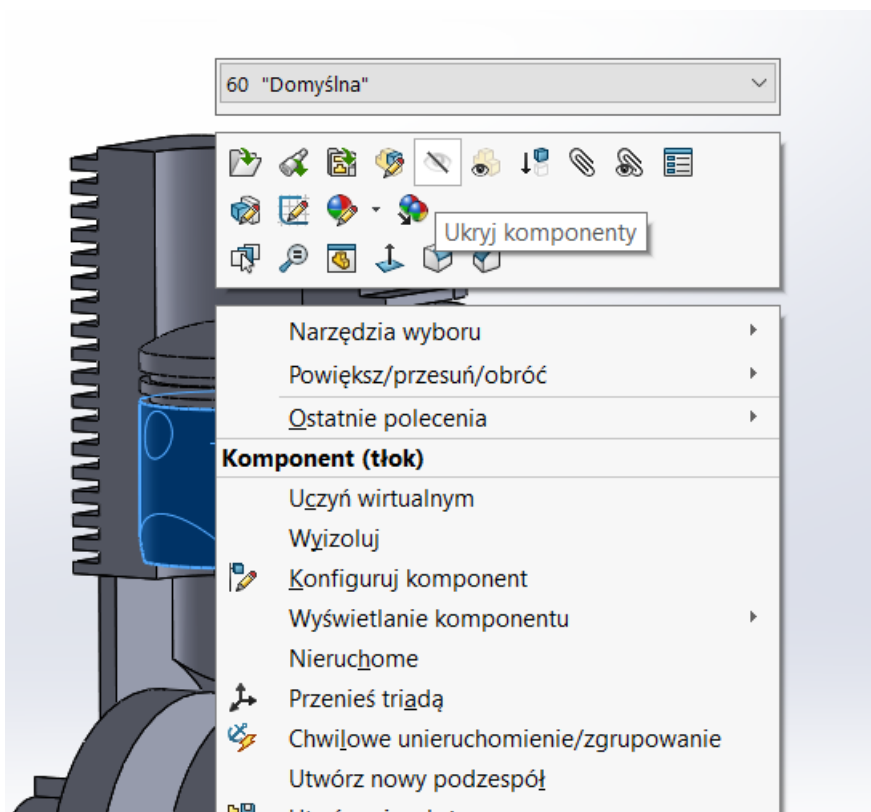 60 "Domyślna"
Ukryj komponenty
Narzędzia wyboru
Powiększ/przesuń/obróć
Ostatnie polecenia
Komponent (tłok)
Uczyń wirtualnym
Wyizoluj
Konfiguruj komponent
Wyświetlanie komponentu
Nieruchome
Przenieś triadą
Chwilowe unieruchomienie/zgrupowanie
Utwórz nowy podzespół